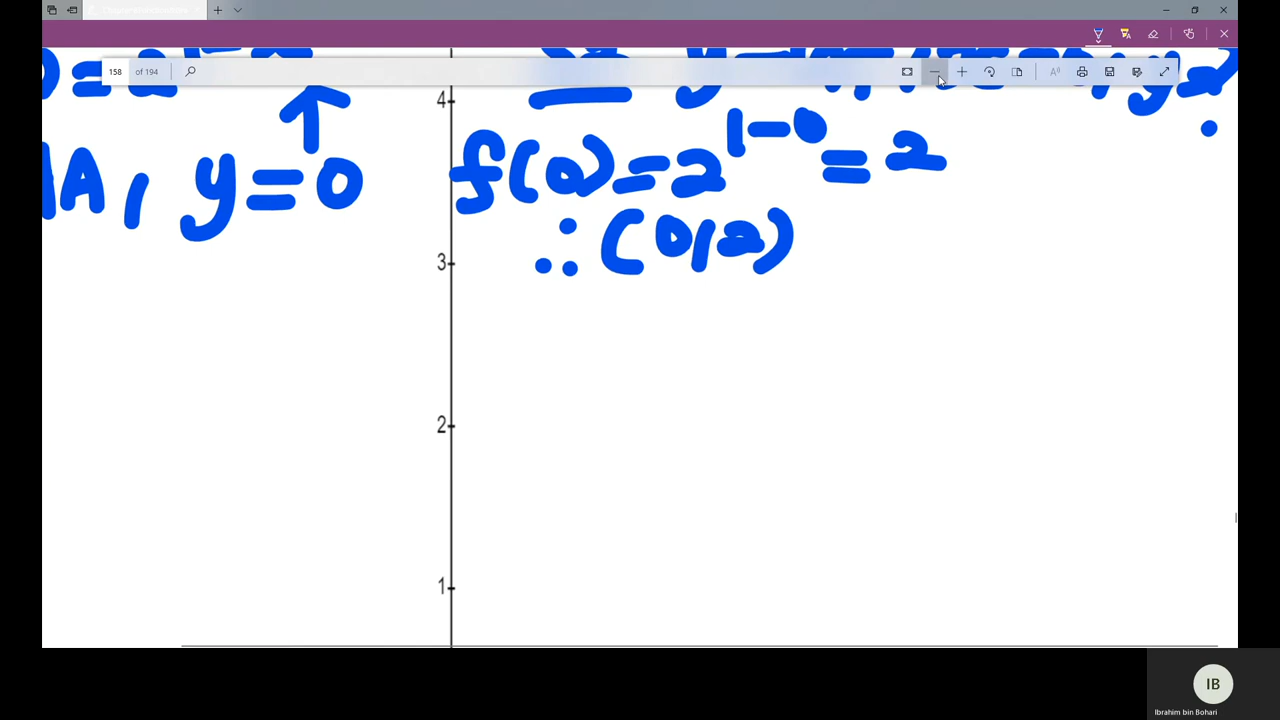 158 of 194
4
HA, y=0
f(0)=2^{1-0}=2
∴(0,2)
3
2
1
IB
Ibrahim bin Bohari